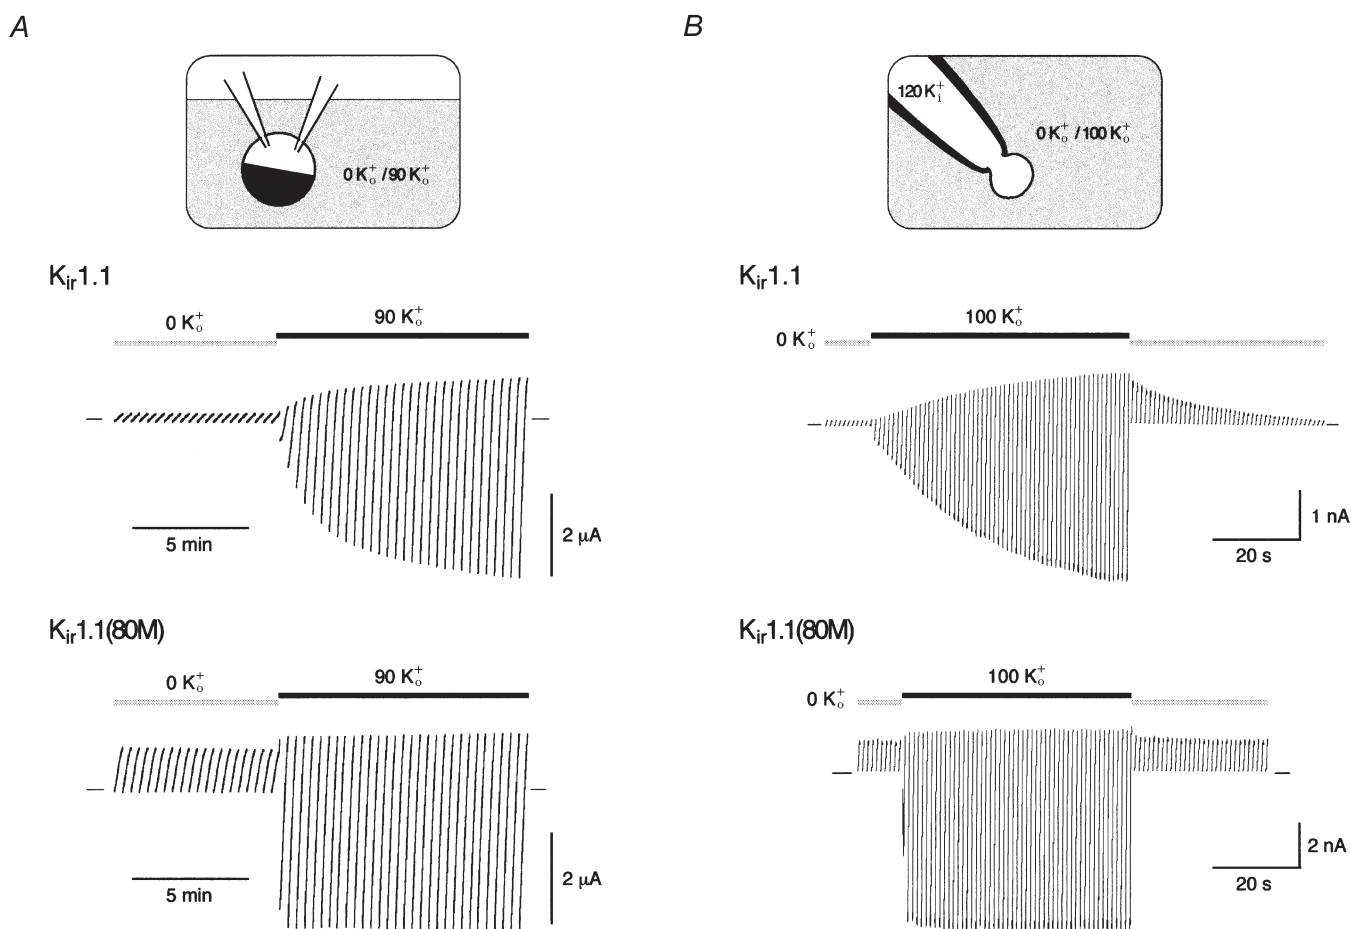 A
0 K⁺ₒ / 90 K⁺ₒ
Kir1.1
0 K⁺ₒ
90 K⁺ₒ
5 min
2 µA
Kir1.1(80M)
0 K⁺ₒ
90 K⁺ₒ
5 min
2 µA
B
120 K⁺ᵢ
0 K⁺ₒ / 100 K⁺ₒ
Kir1.1
100 K⁺ₒ
0 K⁺ₒ
1 nA
20 s
Kir1.1(80M)
100 K⁺ₒ
0 K⁺ₒ
2 nA
20 s